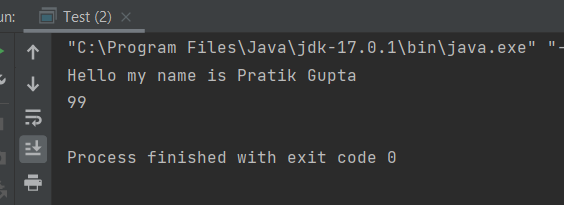 un: Test (2) ×
"C:\Program Files\Java\jdk-17.0.1\bin\java.exe" "-
Hello my name is Pratik Gupta
99
Process finished with exit code 0